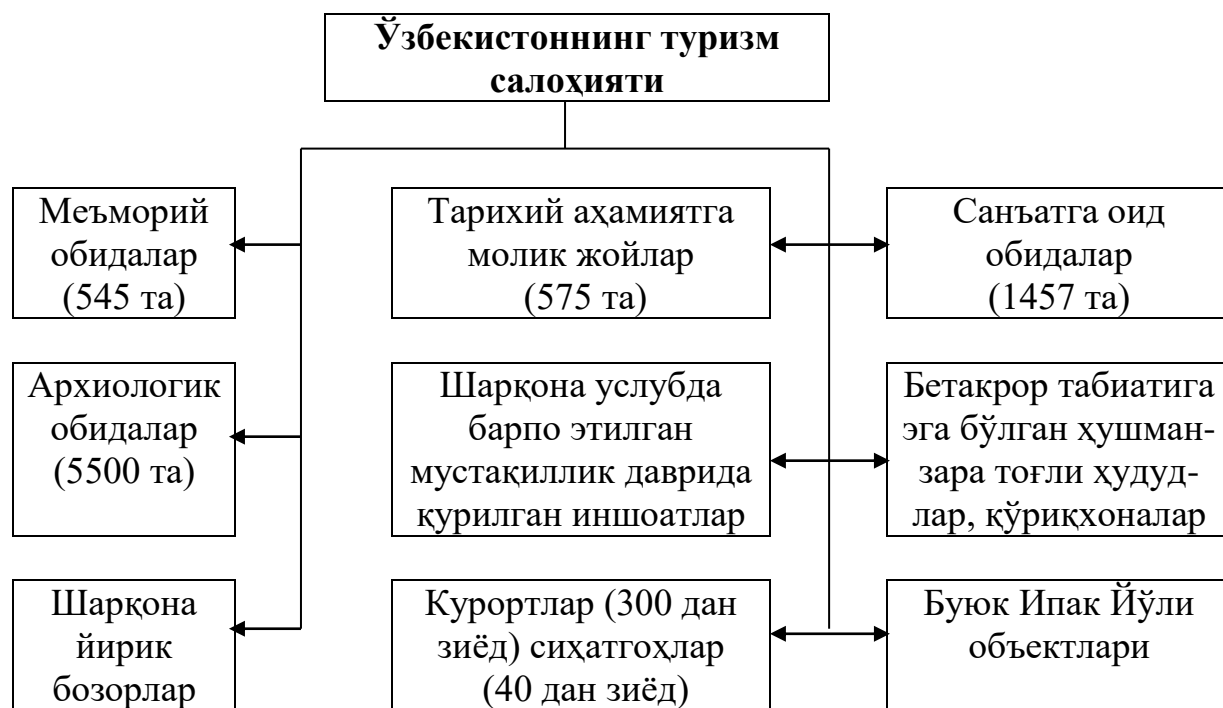 Ўзбекистоннинг туризм
салоҳияти
Меъморий
обидалар
(545 та)
Тарихий аҳамиятга
молик жойлар
(575 та)
Санъатга оид
обидалар
(1457 та)
Архиологик
обидалар
(5500 та)
Шарқона услубда
барпо этилган
мустақиллик даврида
қурилган иншоатлар
Бетакрор табиатига
эга бўлган ҳушман-
зара тоғли ҳудуд-
лар, қўриқхоналар
Шарқона
йирик
бозорлар
Курортлар (300 дан
зиёд) сиҳатгоҳлар
(40 дан зиёд)
Буюк Ипак Йўли
объектлари